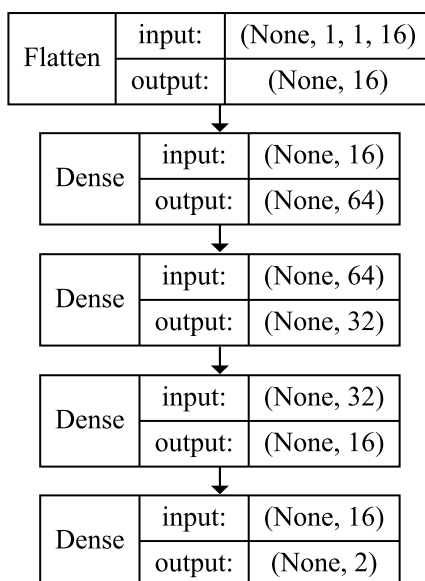 Flatten
input: (None, 1, 1, 16)
output: (None, 16)
Dense
input: (None, 16)
output: (None, 64)
Dense
input: (None, 64)
output: (None, 32)
Dense
input: (None, 32)
output: (None, 16)
Dense
input: (None, 16)
output: (None, 2)